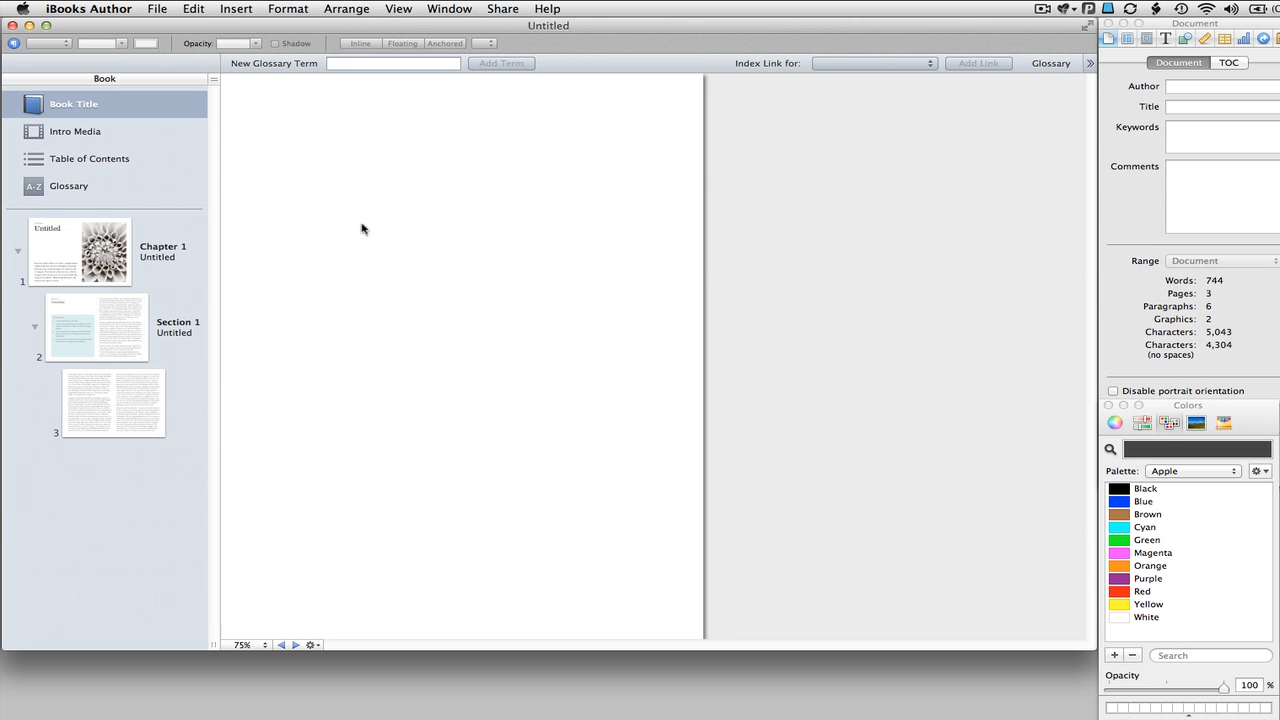 iBooks Author File Edit Insert Format Arrange View Window Share Help
Untitled
Document
Opacity: Shadow Inline Floating Anchored
Book
New Glossary Term Add Term Index Link for: Add Link Glossary
Document TOC
Author
Title
Keywords
Comments
Book Title
Intro Media
Table of Contents
A-Z Glossary
Untitled
Chapter 1
Untitled
1
Untitled
Section 1
Untitled
2
3
Range Document
Words: 744
Pages: 3
Paragraphs: 6
Graphics: 2
Characters: 5,043
Characters: 4,304
(no spaces)
Disable portrait orientation
Colors
Palette: Apple
Black
Blue
Brown
Cyan
Green
Magenta
Orange
Purple
Red
Yellow
White
Search
Opacity
100 %
75%